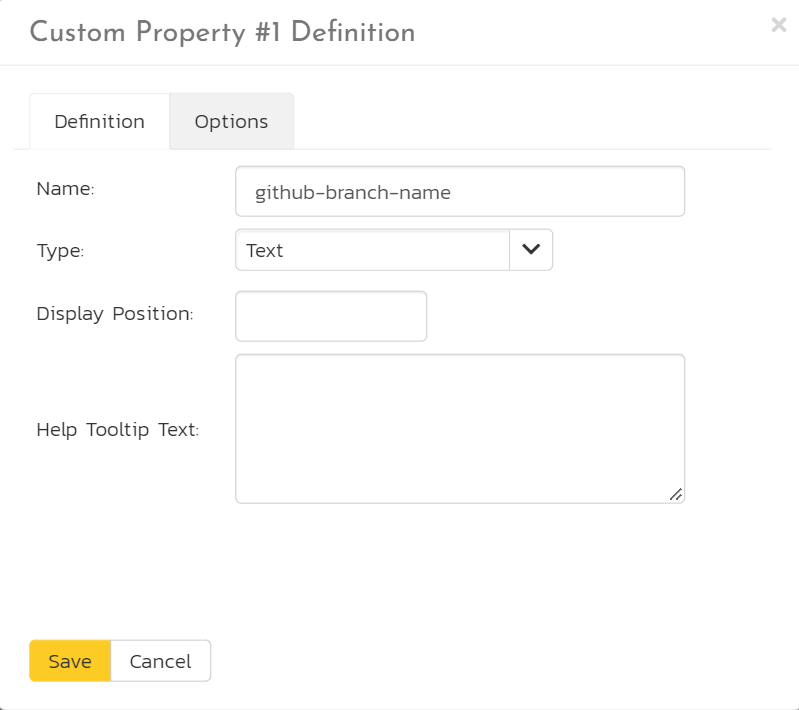 Custom Property #1 Definition
×
Definition Options
Name: github-branch-name
Type: Text
Display Position:
Help Tooltip Text:
Save Cancel